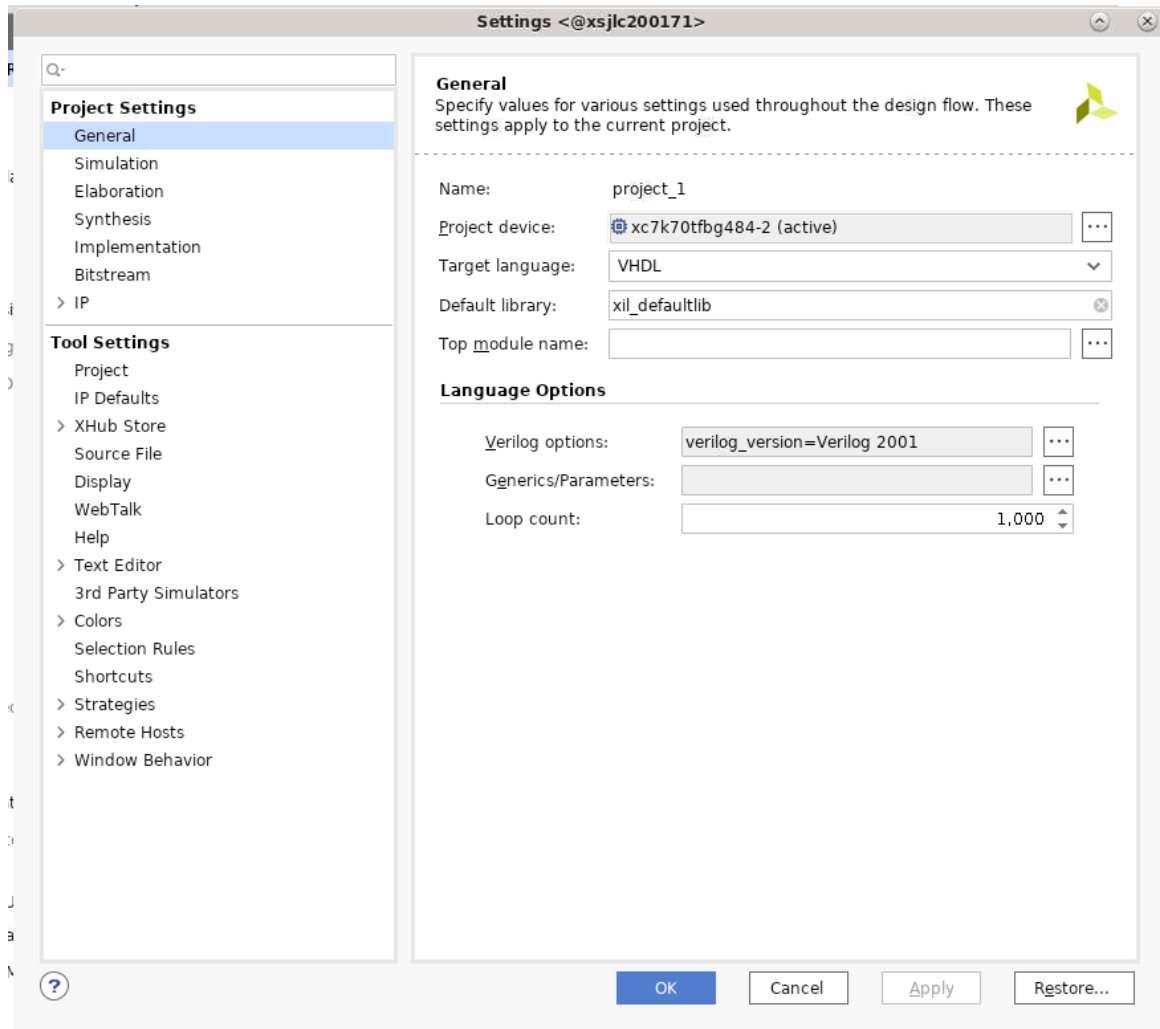 Settings <@xsjlc200171>
Project Settings
General
Simulation
Elaboration
Synthesis
Implementation
Bitstream
IP
Tool Settings
Project
IP Defaults
XHub Store
Source File
Display
WebTalk
Help
Text Editor
3rd Party Simulators
Colors
Selection Rules
Shortcuts
Strategies
Remote Hosts
Window Behavior
General
Specify values for various settings used throughout the design flow. These
settings apply to the current project.
Name: project_1
Project device: xc7k70tfbg484-2 (active)
Target language: VHDL
Default library: xil_defaultlib
Top module name:
Language Options
Verilog options: verilog_version=Verilog 2001
Generics/Parameters:
Loop count: 1,000
? OK Cancel Apply Restore...